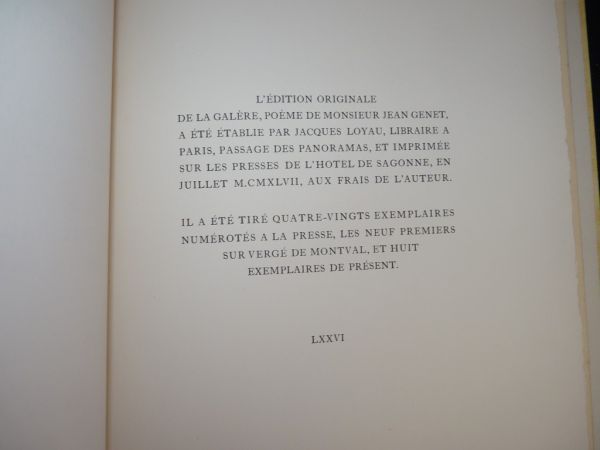 L'ÉDITION ORIGINALE
DE LA GALÈRE, POÈME DE MONSIEUR JEAN GENET,
A ÉTÉ ÉTABLIE PAR JACQUES LOYAU, LIBRAIRE A
PARIS, PASSAGE DES PANORAMAS, ET IMPRIMÉE
SUR LES PRESSES DE L'HOTEL DE SAGONNE, EN
JUILLET M.CMXLVII, AUX FRAIS DE L'AUTEUR.
IL A ÉTÉ TIRÉ QUATRE-VINGTS EXEMPLAIRES
NUMÉROTÉS A LA PRESSE, LES NEUF PREMIERS
SUR VERGÉ DE MONTVAL, ET HUIT
EXEMPLAIRES DE PRÉSENT.
LXXVI